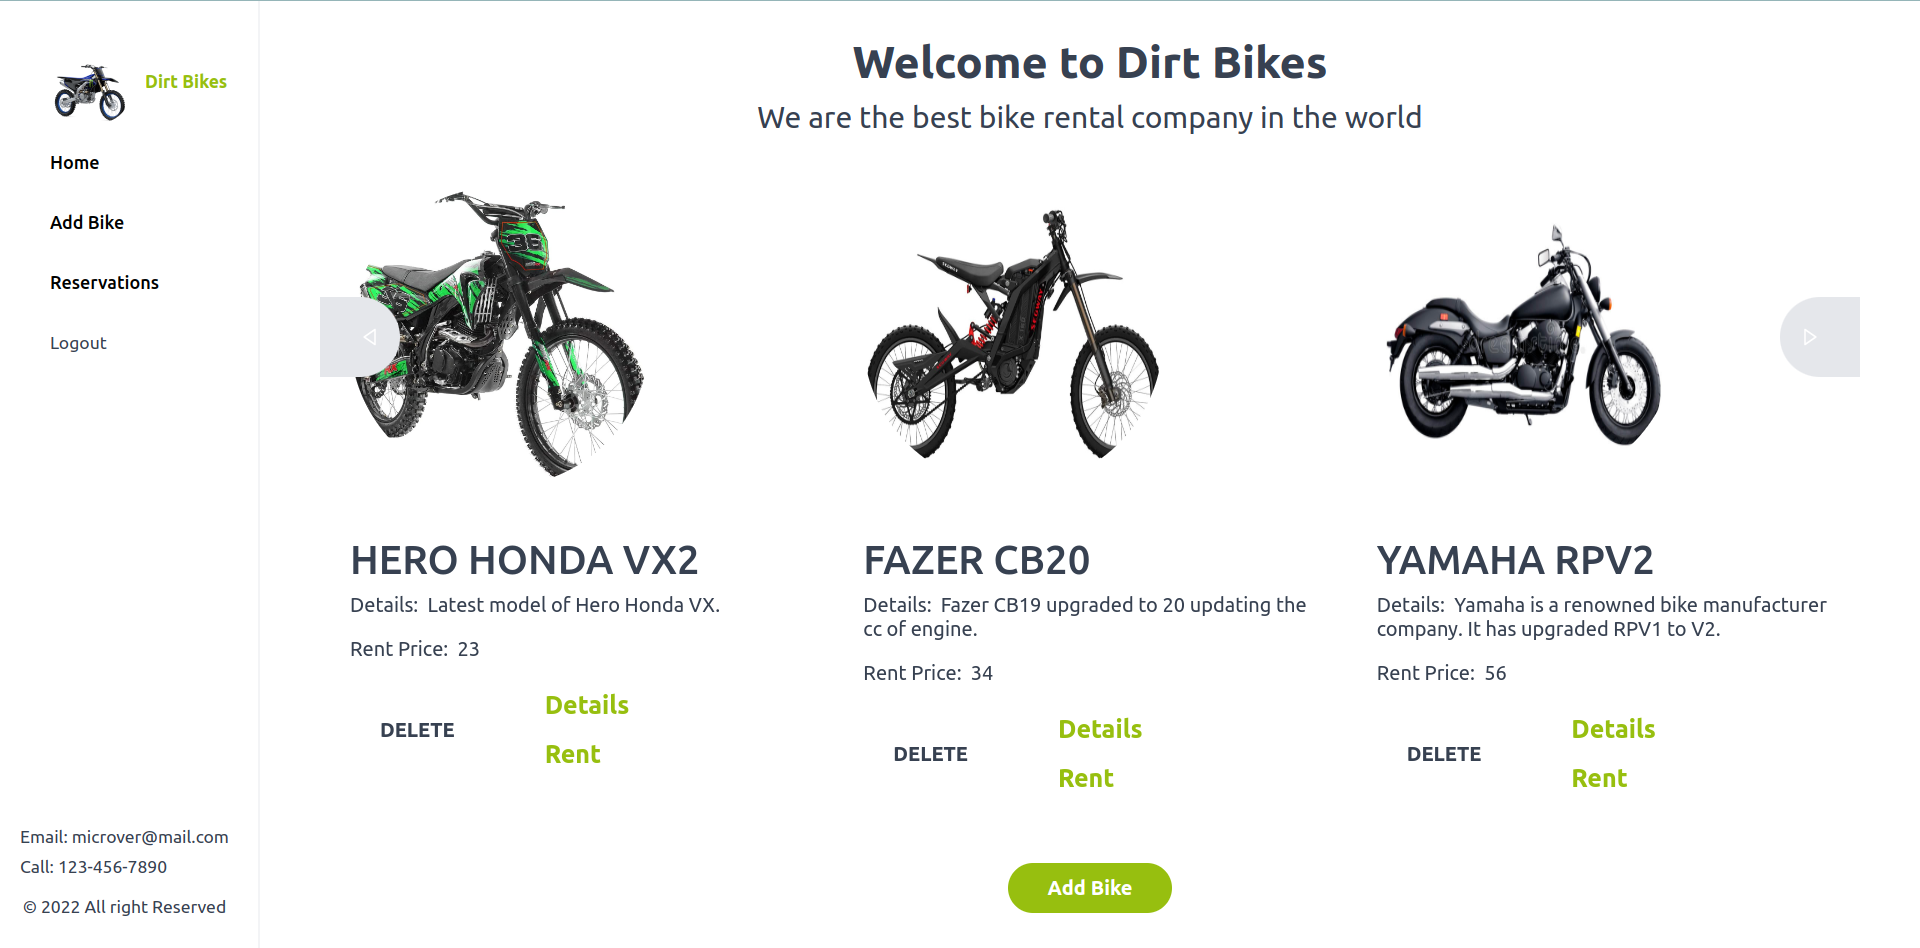 Dirt Bikes
Home
Add Bike
Reservations
Logout
Email: microver@mail.com
Call: 123-456-7890
© 2022 All right Reserved
Welcome to Dirt Bikes
We are the best bike rental company in the world
36
HERO HONDA VX2
Details: Latest model of Hero Honda VX.
Rent Price: 23
DELETE
Details
Rent
SEGWAY
FAZER CB20
Details: Fazer CB19 upgraded to 20 updating the
cc of engine.
Rent Price: 34
DELETE
Details
Rent
YAMAHA RPV2
Details: Yamaha is a renowned bike manufacturer
company. It has upgraded RPV1 to V2.
Rent Price: 56
DELETE
Details
Rent
Add Bike